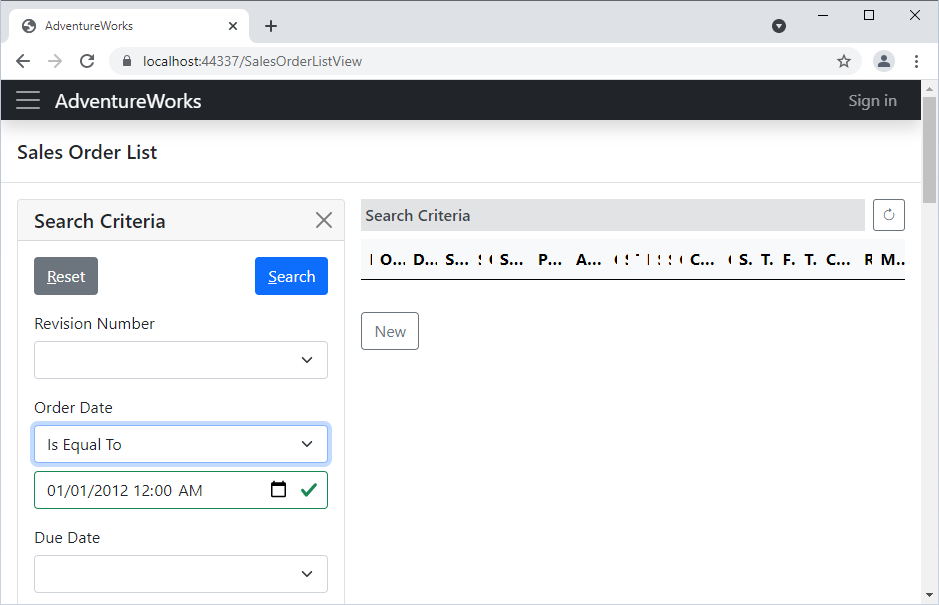 AdventureWorks
localhost:44337/SalesOrderListView
AdventureWorks
Sign in
Sales Order List
Search Criteria
Reset
Search
Revision Number
Order Date
Is Equal To
01/01/2012 12:00 AM
Due Date
Search Criteria
O... D... S... S... P... A... C... S. T. F. T. C... R M...
New